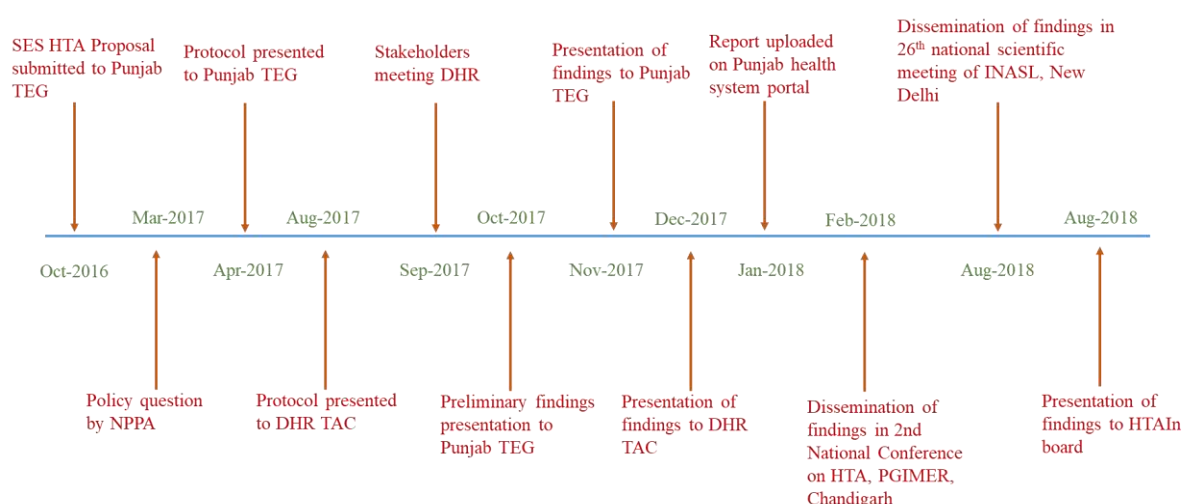 SES HTA Proposal
submitted to Punjab
TEG
Protocol presented
to Punjab TEG
Stakeholders
meeting DHR
Presentation of
findings to Punjab
TEG
Report uploaded
on Punjab health
system portal
Dissemination of findings in
26th national scientific
meeting of INASL, New
Delhi
Mar-2017
Aug-2017
Oct-2017
Dec-2017
Feb-2018
Aug-2018
Oct-2016
Apr-2017
Sep-2017
Nov-2017
Jan-2018
Aug-2018
Policy question
by NPPA
Protocol presented
to DHR TAC
Preliminary findings
presentation to
Punjab TEG
Presentation of
findings to DHR
TAC
Dissemination of
findings in 2nd
National Conference
on HTA, PGIMER,
Chandigarh
Presentation of
findings to HTAIn
board